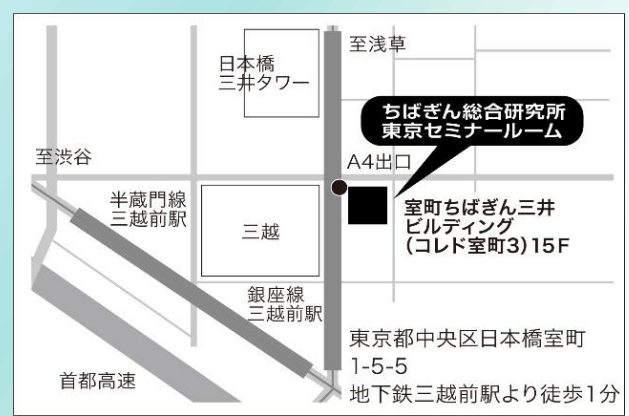 至浅草
日本橋
三井タワー
ちばぎん総合研究所
東京セミナールーム
至渋谷
A4出口
半蔵門線
三越前駅
三越
室町ちばぎん三井
ビルディング
(コレド室町3)15F
銀座線
三越前駅
東京都中央区日本橋室町
1-5-5
地下鉄三越前駅より徒歩1分
首都高速